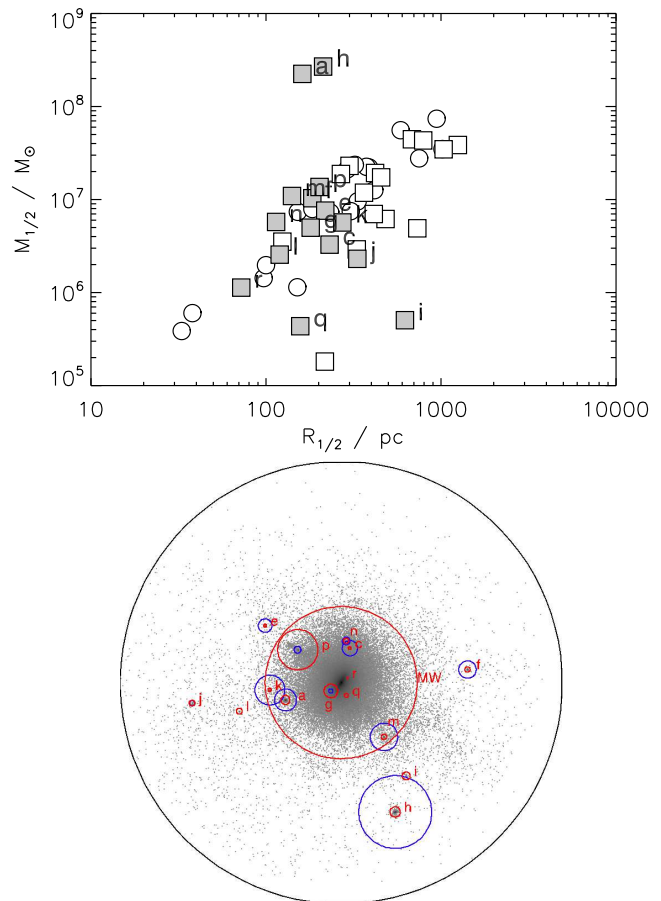 10⁹
10⁸
10⁷
10⁶
10⁵
M₁/₂ / M☉
a h
p
m f
e
n
g k
c
l
j
r
i
q
10 100 1000 10000
R₁/₂ / pc
e
n
c
p
f
r
MW
k
a
g
q
j
l
m
i
h